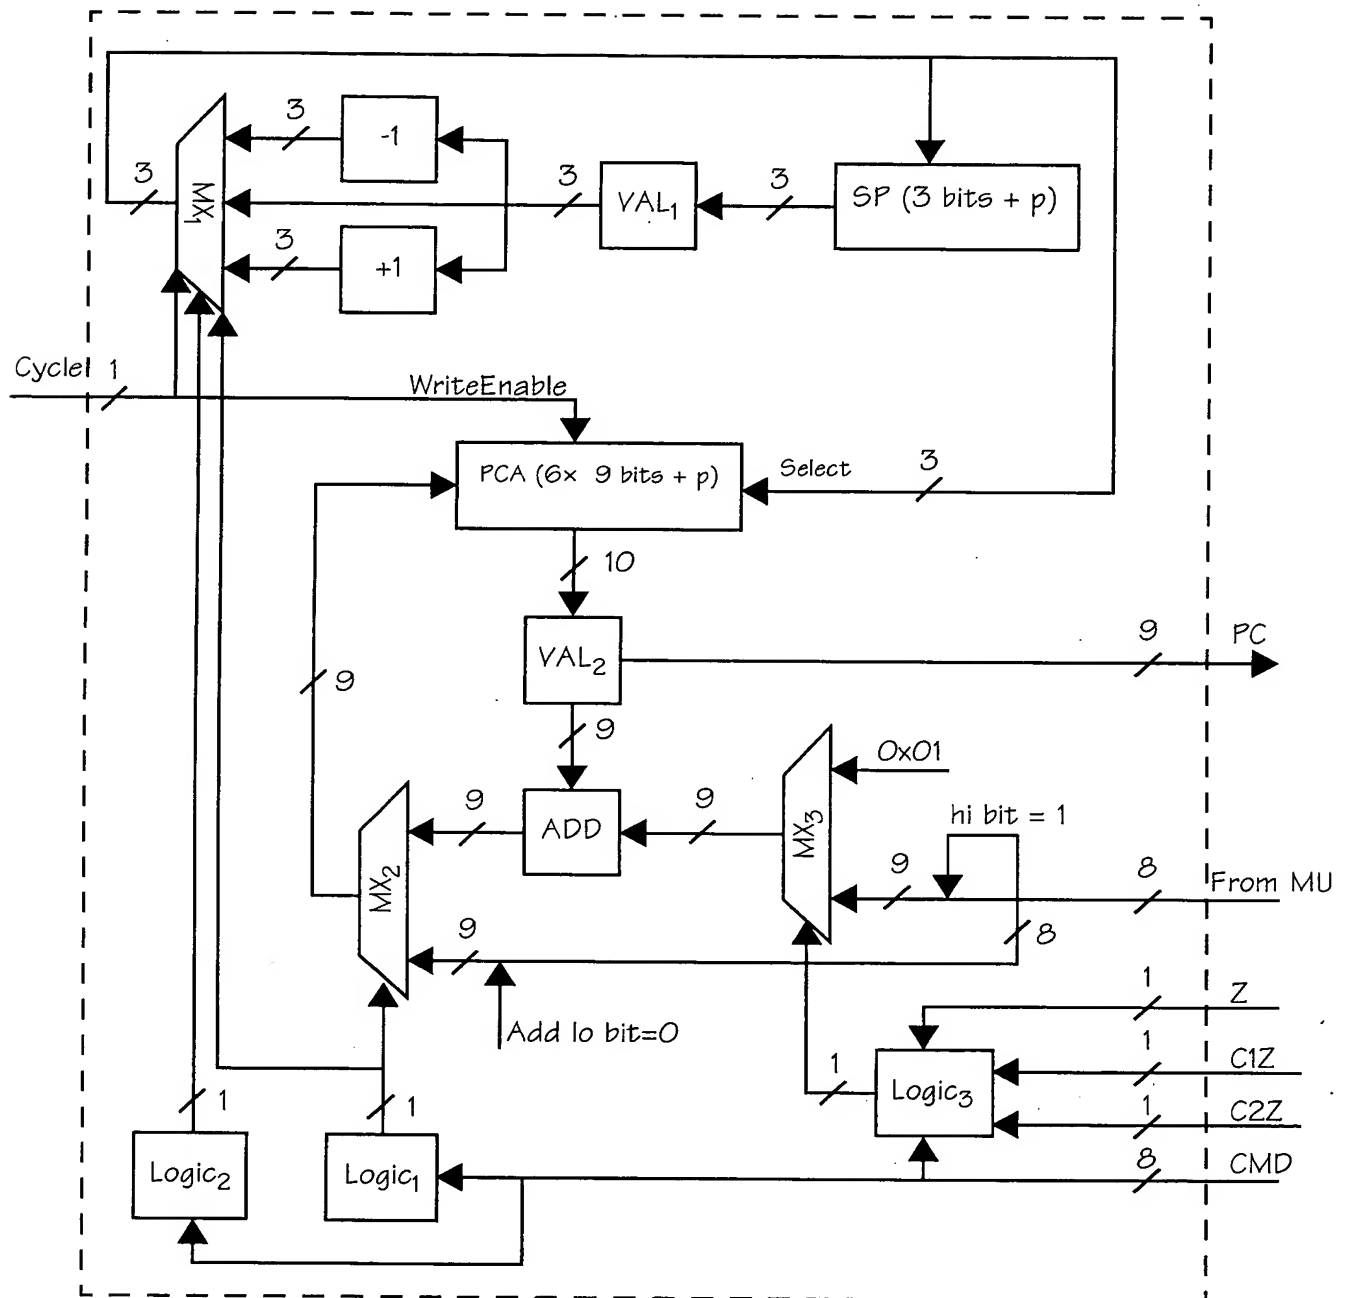 3
-1
3
MX1
3
VAL1
3
SP (3 bits + p)
3
+1
Cycle
1
WriteEnable
PCA (6x 9 bits + p)
Select
3
10
VAL2
9
PC
9
9
0x01
9
ADD
9
MX3
hi bit = 1
MX2
9
8
From MU
9
8
Add lo bit=0
1
Z
1
C1Z
1
Logic3
1
C2Z
1
1
8
CMD
Logic2
Logic1